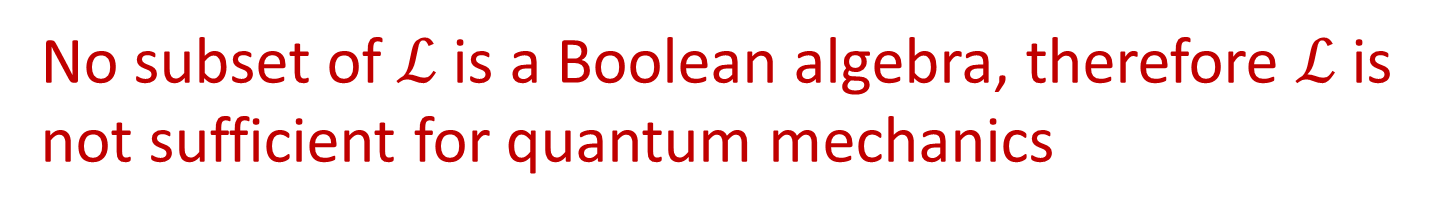 No subset of ℒ is a Boolean algebra, therefore ℒ is
not sufficient for quantum mechanics